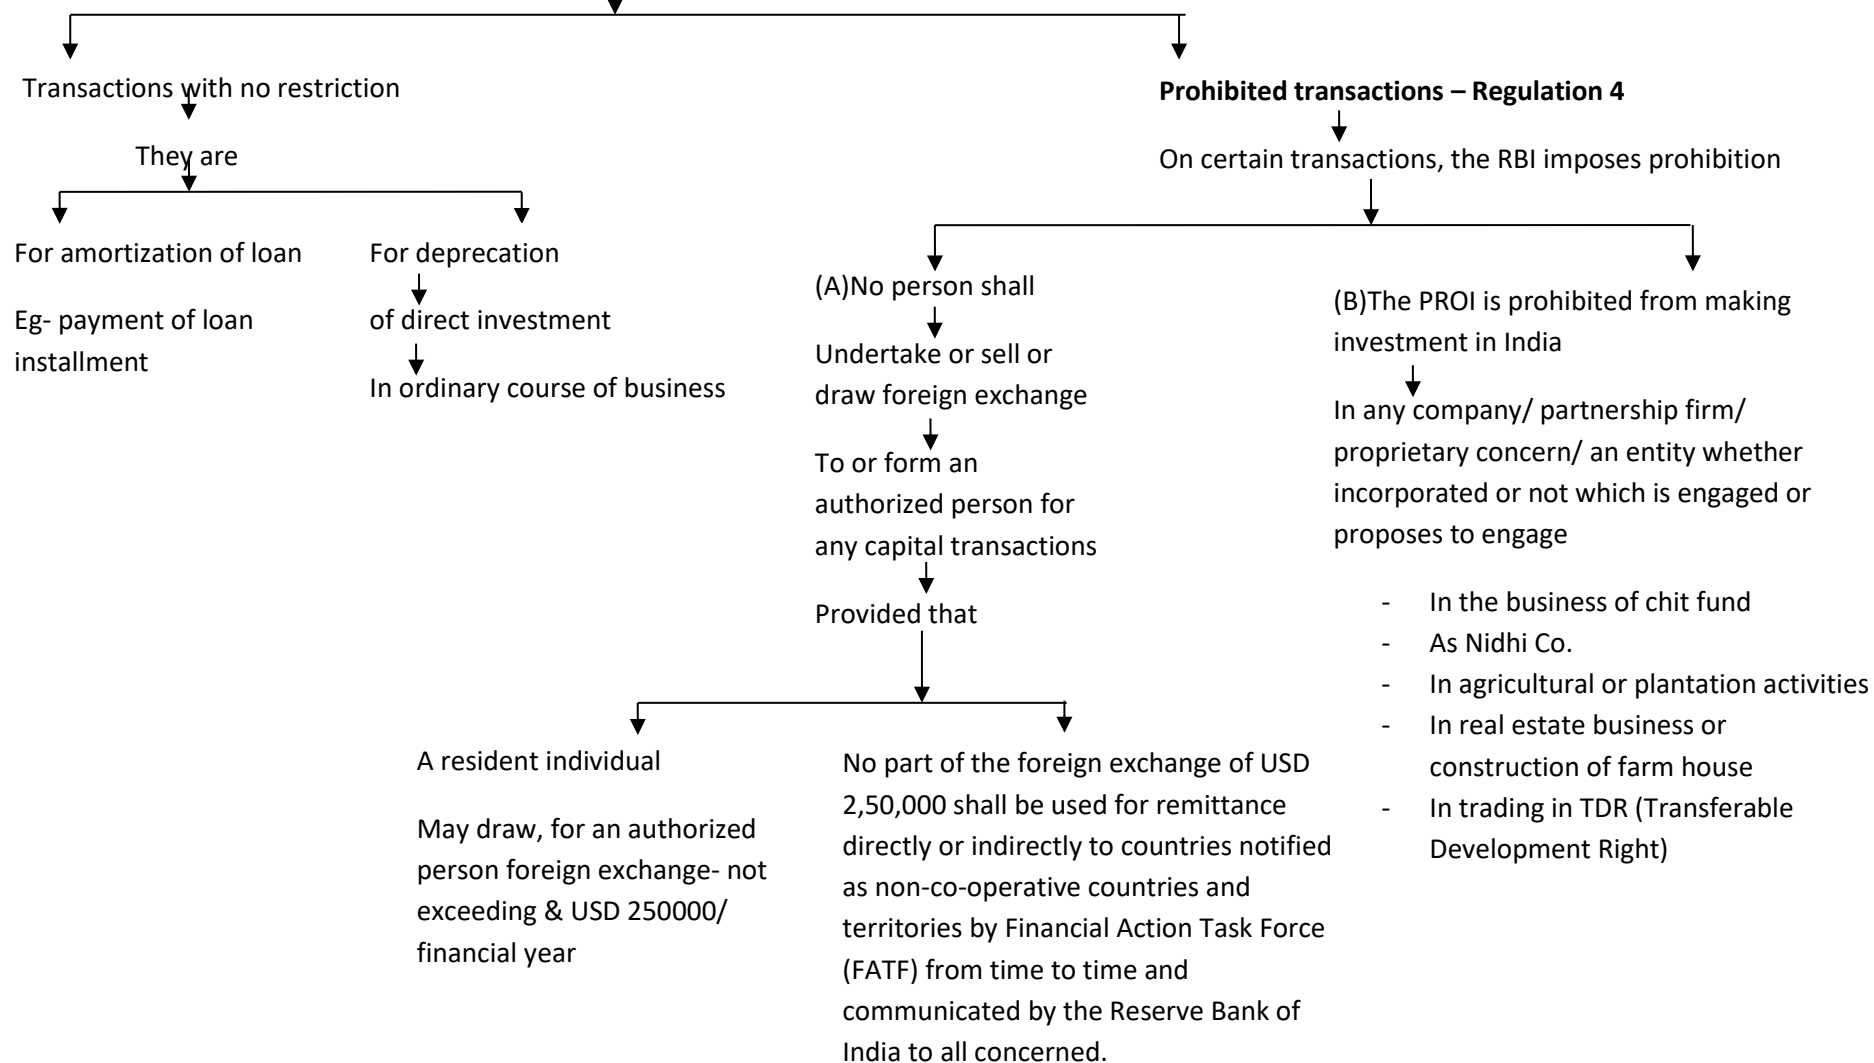 Transactions with no restriction
They are
For amortization of loan
Eg- payment of loan
installment
For deprecation
of direct investment
In ordinary course of business
Prohibited transactions – Regulation 4
On certain transactions, the RBI imposes prohibition
(A)No person shall
Undertake or sell or
draw foreign exchange
To or form an
authorized person for
any capital transactions
Provided that
A resident individual
May draw, for an authorized
person foreign exchange- not
exceeding & USD 250000/
financial year
No part of the foreign exchange of USD
2,50,000 shall be used for remittance
directly or indirectly to countries notified
as non-co-operative countries and
territories by Financial Action Task Force
(FATF) from time to time and
communicated by the Reserve Bank of
India to all concerned.
(B)The PROI is prohibited from making
investment in India
In any company/ partnership firm/
proprietary concern/ an entity whether
incorporated or not which is engaged or
proposes to engage
- In the business of chit fund
- As Nidhi Co.
- In agricultural or plantation activities
- In real estate business or
construction of farm house
- In trading in TDR (Transferable
Development Right)